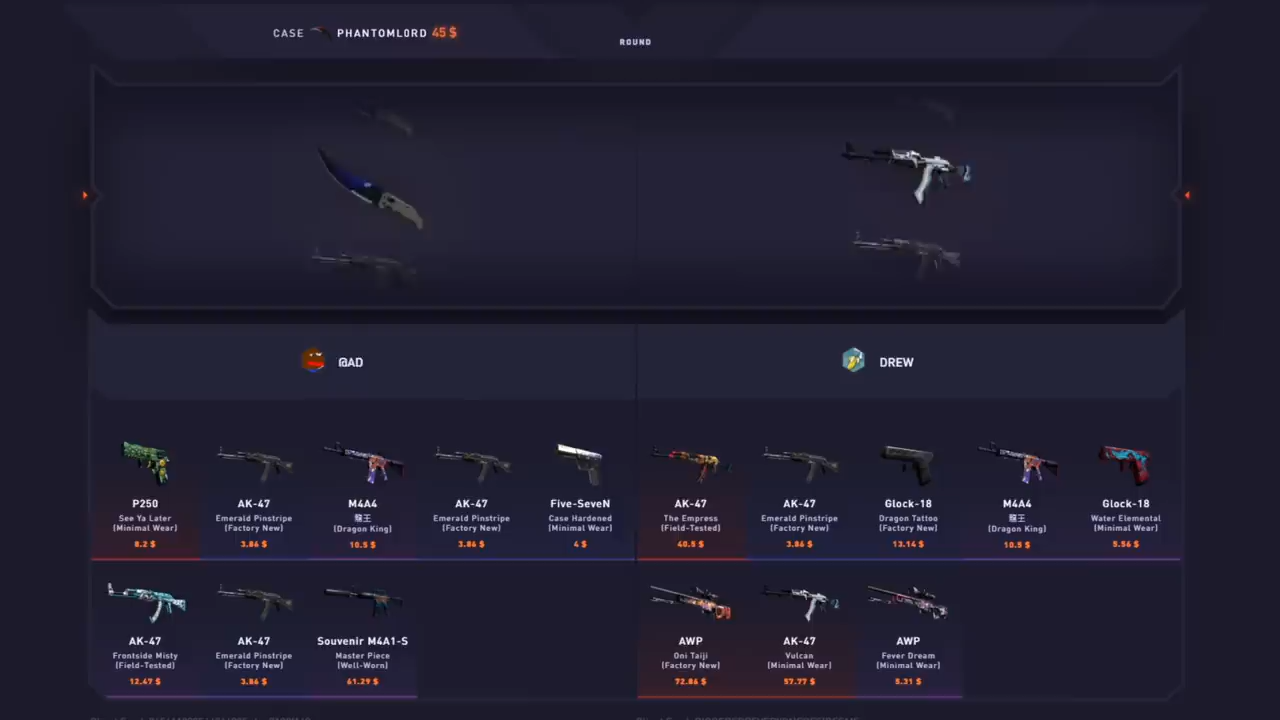 CASE PHANTOMLORD 45 $
ROUND
@AD
DREW
P250
See Ya Later
(Minimal Wear)
8.2 $
AK-47
Emerald Pinstripe
(Factory New)
3.86 $
M4A4
龍王
(Dragon King)
10.5 $
AK-47
Emerald Pinstripe
(Factory New)
3.86 $
Five-SeveN
Case Hardened
(Minimal Wear)
4 $
AK-47
The Empress
(Field-Tested)
40.5 $
AK-47
Emerald Pinstripe
(Factory New)
3.86 $
Glock-18
Dragon Tattoo
(Factory New)
13.14 $
M4A4
龍王
(Dragon King)
10.5 $
Glock-18
Water Elemental
(Minimal Wear)
5.56 $
AK-47
Frontside Misty
(Field-Tested)
12.47 $
AK-47
Emerald Pinstripe
(Factory New)
3.86 $
Souvenir M4A1-S
Master Piece
(Well-Worn)
61.29 $
AWP
Oni Taiji
(Factory New)
72.86 $
AK-47
Vulcan
(Minimal Wear)
57.77 $
AWP
Fever Dream
(Minimal Wear)
5.31 $